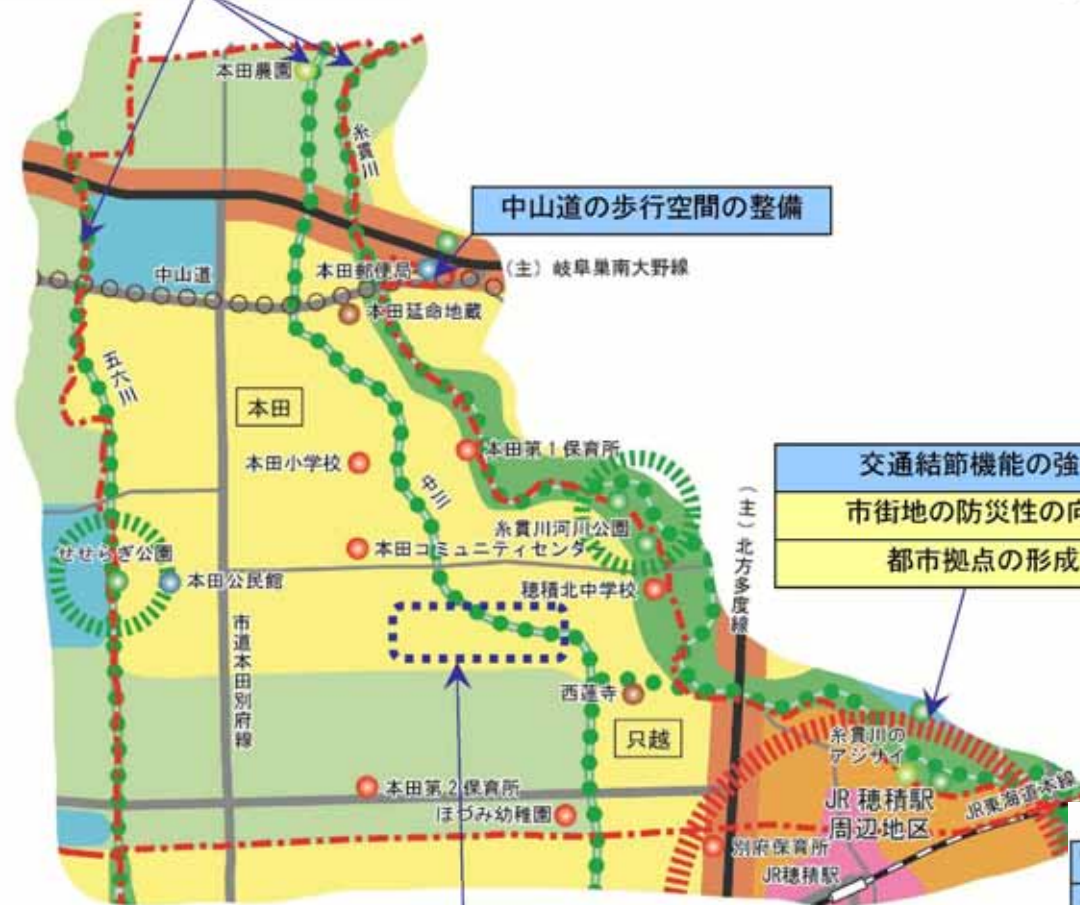 本田農園
糸貫川
中山道の歩行空間の整備
中山道
本田郵便局
（主）岐阜巣南大野線
本田延命地蔵
五六川
本田
本田小学校
本田第1保育所
中川
交通結節機能の強
市街地の防災性の向
都市拠点の形成
（主）北方多度線
糸貫川河川公園
せせらぎ公園
本田コミュニティセンター
本田公民館
穂積北中学校
市道本田別府線
西蓮寺
只越
糸貫川の
アジサイ
本田第2保育所
ほづみ幼稚園
JR穂積駅
周辺地区
JR東海道本線
別府保育所
JR穂積駅